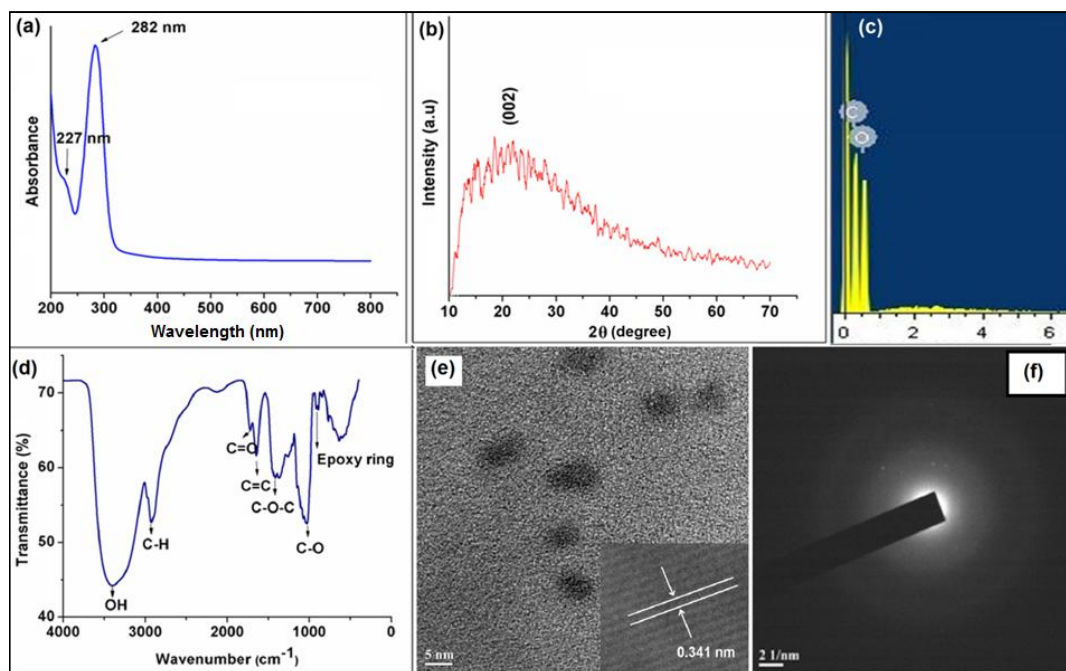 (a)
282 nm
227 nm
Absorbance
200 300 400 500 600 700 800
Wavelength (nm)
(b)
(002)
Intensity (a.u)
10 20 30 40 50 60 70
2θ (degree)
(c)
0 2 4 6
(d)
70
60
50
40
Transmittance (%)
C=O
C=C
C-O-C
Epoxy ring
C-H
C-O
OH
4000 3000 2000 1000 0
Wavenumber (cm-1)
(e)
0.341 nm
5 nm
(f)
2 1/nm